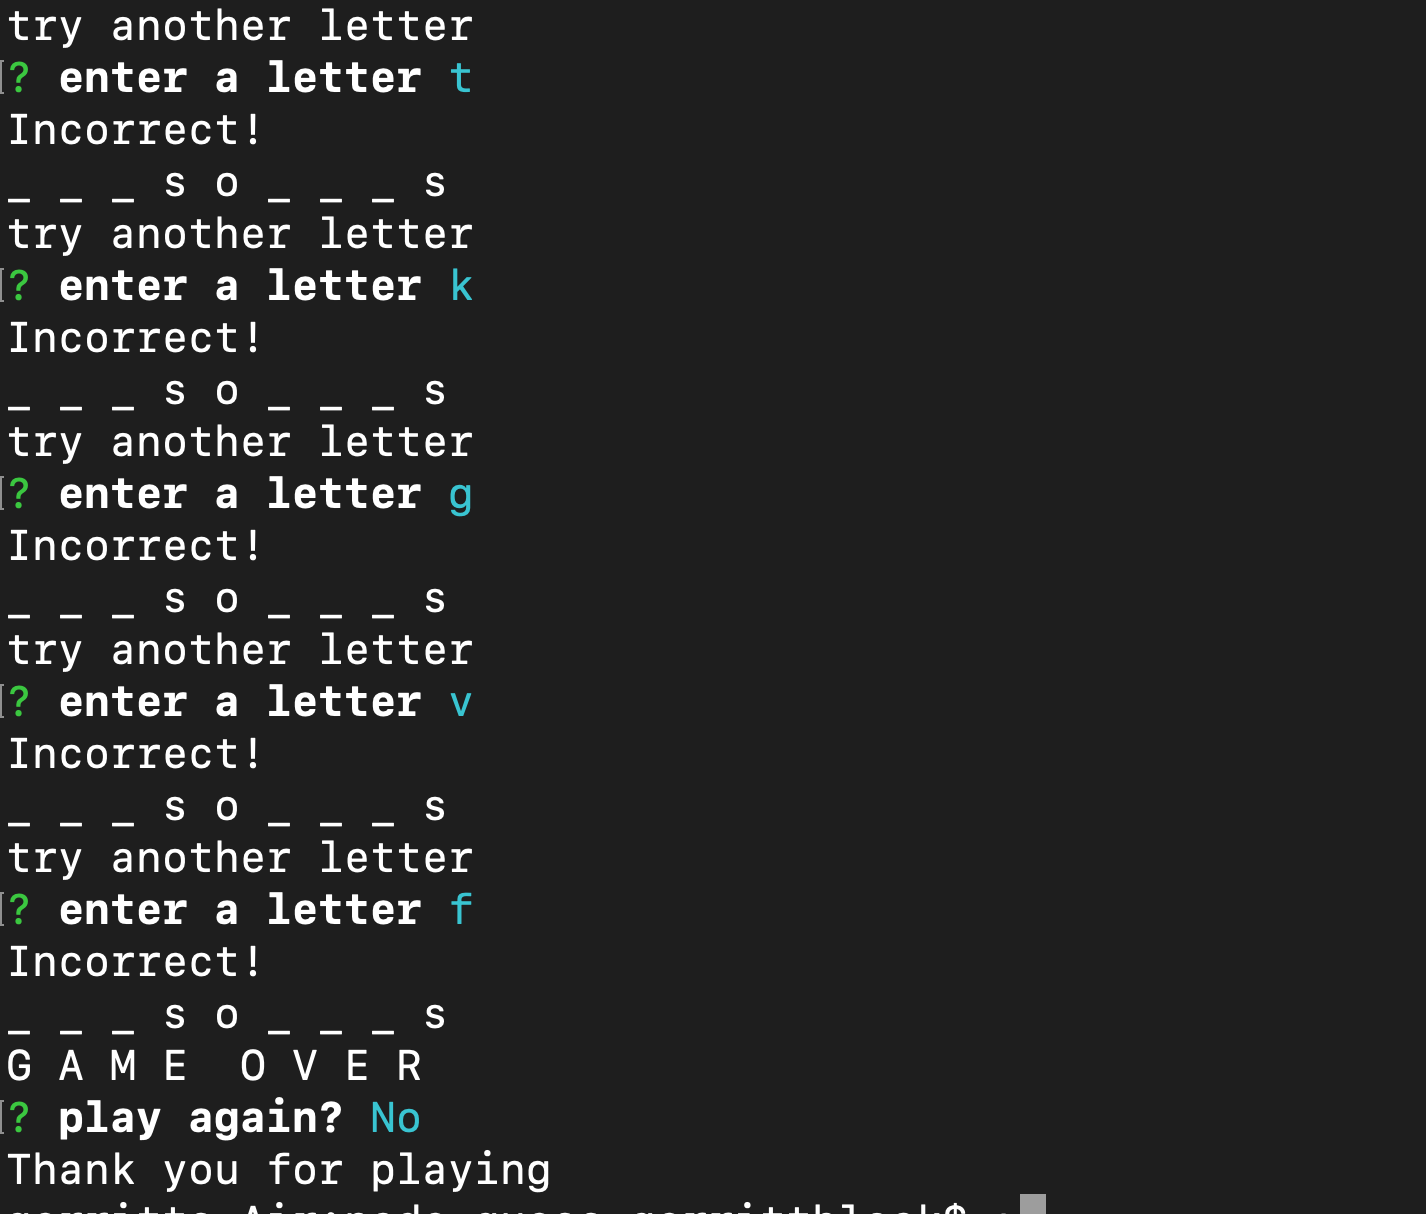 try another letter
? enter a letter t
Incorrect!
_ _ _ s o _ _ _ s
try another letter
? enter a letter k
Incorrect!
_ _ _ s o _ _ _ s
try another letter
? enter a letter g
Incorrect!
_ _ _ s o _ _ _ s
try another letter
? enter a letter v
Incorrect!
_ _ _ s o _ _ _ s
try another letter
? enter a letter f
Incorrect!
_ _ _ s o _ _ _ s
G A M E  O V E R
? play again? No
Thank you for playing